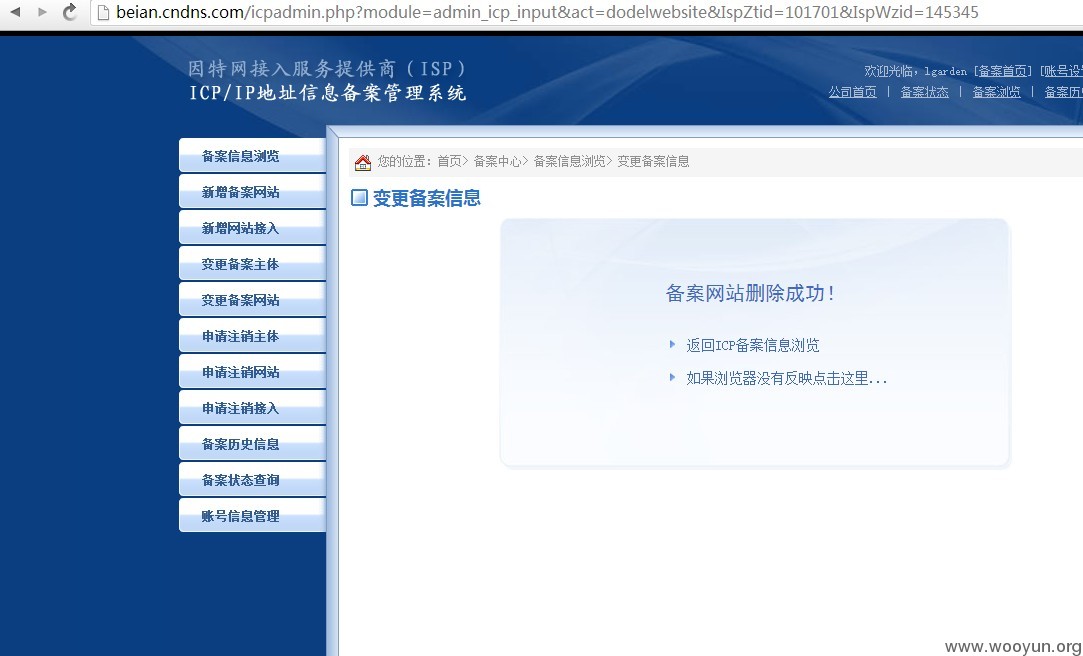 beian.cndns.com/icpadmin.php?module=admin_icp_input&act=dodelwebsite&IspZtid=101701&IspWzid=145345
因特网接入服务提供商（ISP）
ICP/IP地址信息备案管理系统
欢迎光临，lgarden [备案首页] [账号设
公司首页 | 备案状态 | 备案浏览 | 备案历
备案信息浏览
新增备案网站
新增网站接入
变更备案主体
变更备案网站
申请注销主体
申请注销网站
申请注销接入
备案历史信息
备案状态查询
账号信息管理
您的位置：首页> 备案中心> 备案信息浏览> 变更备案信息
变更备案信息
备案网站删除成功！
返回ICP备案信息浏览
如果浏览器没有反映点击这里...
www.wooyun.org